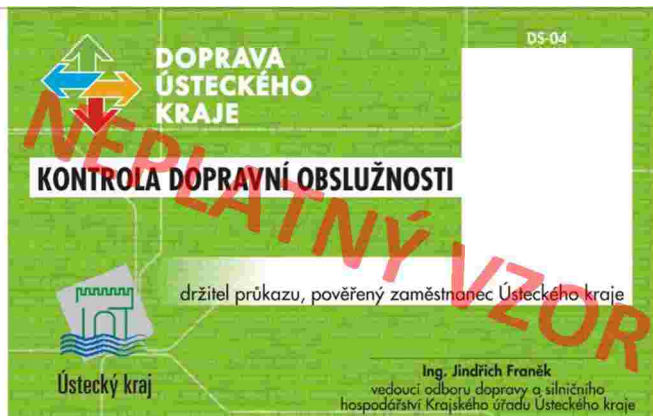 DS-04
DOPRAVA
ÚSTECKÉHO
KRAJE
KONTROLA DOPRAVNÍ OBSLUŽNOSTI
NEPLATNÝ VZOR
držitel průkazu, pověřený zaměstnanec Ústeckého kraje
Ústecký kraj
Ing. Jindřich Franěk
vedoucí odboru dopravy a silničního
hospodářství Krajského úřadu Ústeckého kraje